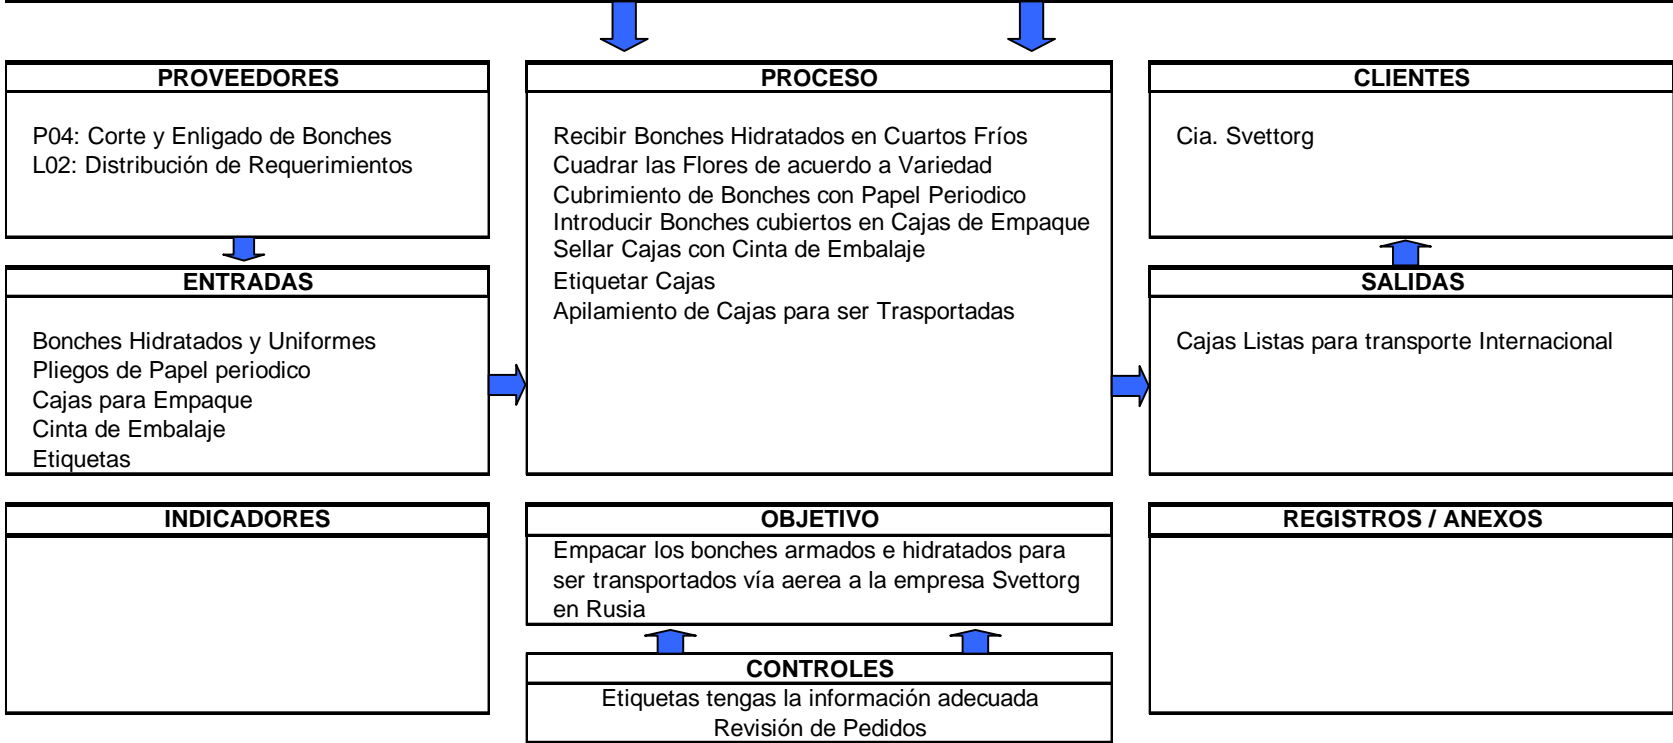 PROVEEDORES
P04: Corte y Enligado de Bonches
L02: Distribución de Requerimientos
ENTRADAS
Bonches Hidratados y Uniformes
Pliegos de Papel periodico
Cajas para Empaque
Cinta de Embalaje
Etiquetas
PROCESO
Recibir Bonches Hidratados en Cuartos Fríos
Cuadrar las Flores de acuerdo a Variedad
Cubrimiento de Bonches con Papel Periodico
Introducir Bonches cubiertos en Cajas de Empaque
Sellar Cajas con Cinta de Embalaje
Etiquetar Cajas
Apilamiento de Cajas para ser Trasportadas
CLIENTES
Cia. Svettorg
SALIDAS
Cajas Listas para transporte Internacional
INDICADORES
OBJETIVO
Empacar los bonches armados e hidratados para
ser transportados vía aerea a la empresa Svettorg
en Rusia
CONTROLES
Etiquetas tengas la información adecuada
Revisión de Pedidos
REGISTROS / ANEXOS